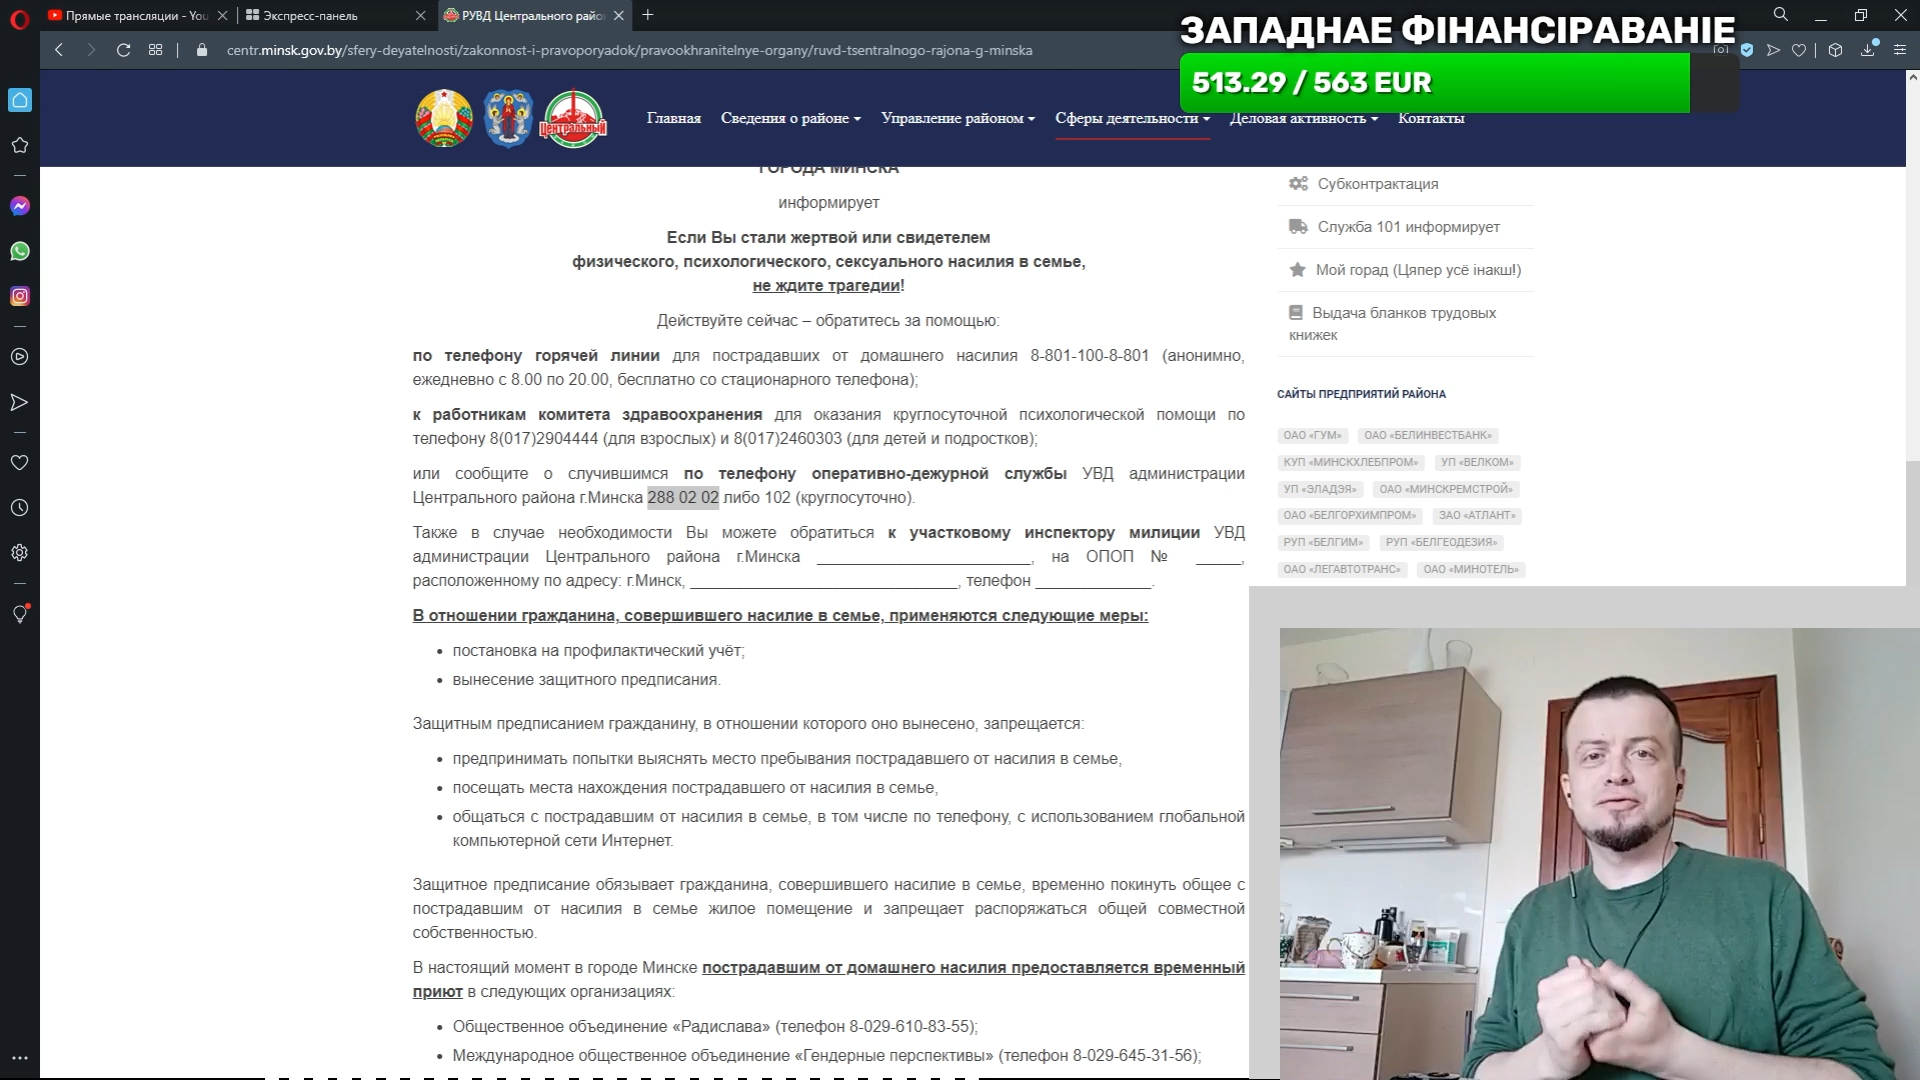 Прямые трансляции - You
Экспресс-панель
РУВД Центрального райо
centr.minsk.gov.by/sfery-deyatelnosti/zakonnost-i-pravoporyadok/pravookhranitelnye-organy/ruvd-tsentralnogo-rajona-g-minska
ЗАПАДНАЕ ФІНАНСІРАВАНІЕ
513.29 / 563 EUR
Центральный
Главная
Сведения о районе
Управление районом
Сферы деятельности
Деловая активность
Контакты
ГОРОДА МИНСКА
информирует
Если Вы стали жертвой или свидетелем
физического, психологического, сексуального насилия в семье,
не ждите трагедии!
Действуйте сейчас – обратитесь за помощью:
по телефону горячей линии для пострадавших от домашнего насилия 8-801-100-8-801 (анонимно,
ежедневно с 8.00 по 20.00, бесплатно со стационарного телефона);
к работникам комитета здравоохранения для оказания круглосуточной психологической помощи по
телефону 8(017)2904444 (для взрослых) и 8(017)2460303 (для детей и подростков);
или сообщите о случившимся по телефону оперативно-дежурной службы УВД администрации
Центрального района г.Минска 288 02 02 либо 102 (круглосуточно).
Также в случае необходимости Вы можете обратиться к участковому инспектору милиции УВД
администрации Центрального района г.Минска ________________________, на ОПОП № _____,
расположенному по адресу: г.Минск, ______________________________, телефон _____________.
В отношении гражданина, совершившего насилие в семье, применяются следующие меры:
• постановка на профилактический учёт;
• вынесение защитного предписания.
Защитным предписанием гражданину, в отношении которого оно вынесено, запрещается:
• предпринимать попытки выяснять место пребывания пострадавшего от насилия в семье,
• посещать места нахождения пострадавшего от насилия в семье,
• общаться с пострадавшим от насилия в семье, в том числе по телефону, с использованием глобальной
компьютерной сети Интернет.
Защитное предписание обязывает гражданина, совершившего насилие в семье, временно покинуть общее с
пострадавшим от насилия в семье жилое помещение и запрещает распоряжаться общей совместной
собственностью.
В настоящий момент в городе Минске пострадавшим от домашнего насилия предоставляется временный
приют в следующих организациях:
• Общественное объединение «Радислава» (телефон 8-029-610-83-55);
• Международное общественное объединение «Гендерные перспективы» (телефон 8-029-645-31-56);
Субконтрактация
Служба 101 информирует
Мой горад (Цяпер усё інакш!)
Выдача бланков трудовых
книжек
САЙТЫ ПРЕДПРИЯТИЙ РАЙОНА
ОАО «ГУМ» ОАО «БЕЛИНВЕСТБАНК»
КУП «МИНСКХЛЕБПРОМ» УП «ВЕЛКОМ»
УП «ЭЛАДЭЯ» ОАО «МИНСКРЕМСТРОЙ»
ОАО «БЕЛГОРХИМПРОМ» ЗАО «АТЛАНТ»
РУП «БЕЛГИМ» РУП «БЕЛГЕОДЕЗИЯ»
ОАО «ЛЕГАВТОТРАНС» ОАО «МИНОТЕЛЬ»